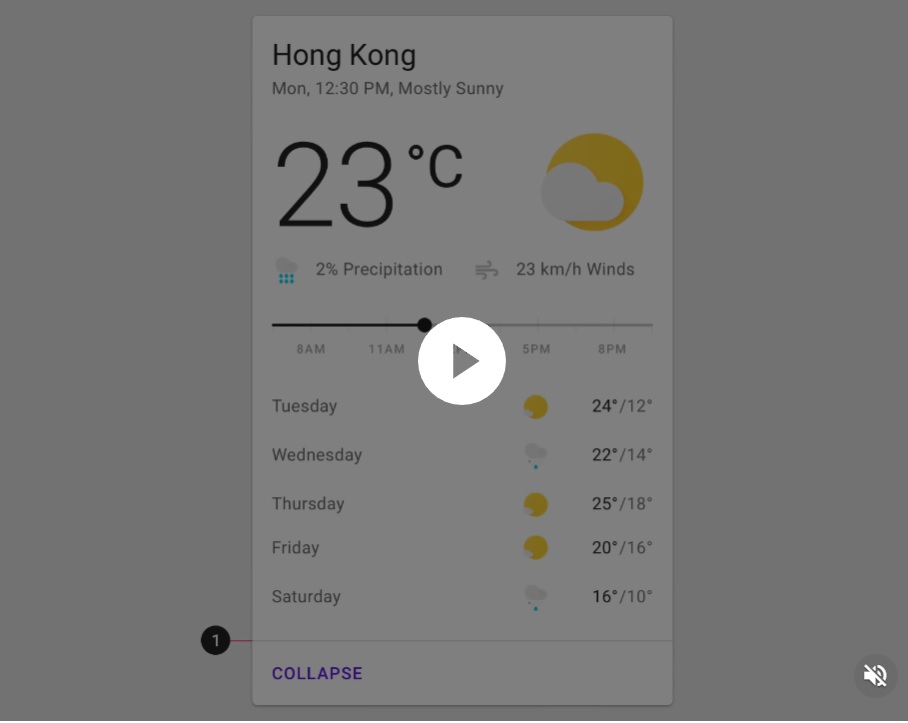 Hong Kong
Mon, 12:30 PM, Mostly Sunny
23 °C
2% Precipitation 23 km/h Winds
8AM 11AM 5PM 8PM
Tuesday 24°/12°
Wednesday 22°/14°
Thursday 25°/18°
Friday 20°/16°
Saturday 16°/10°
1
COLLAPSE